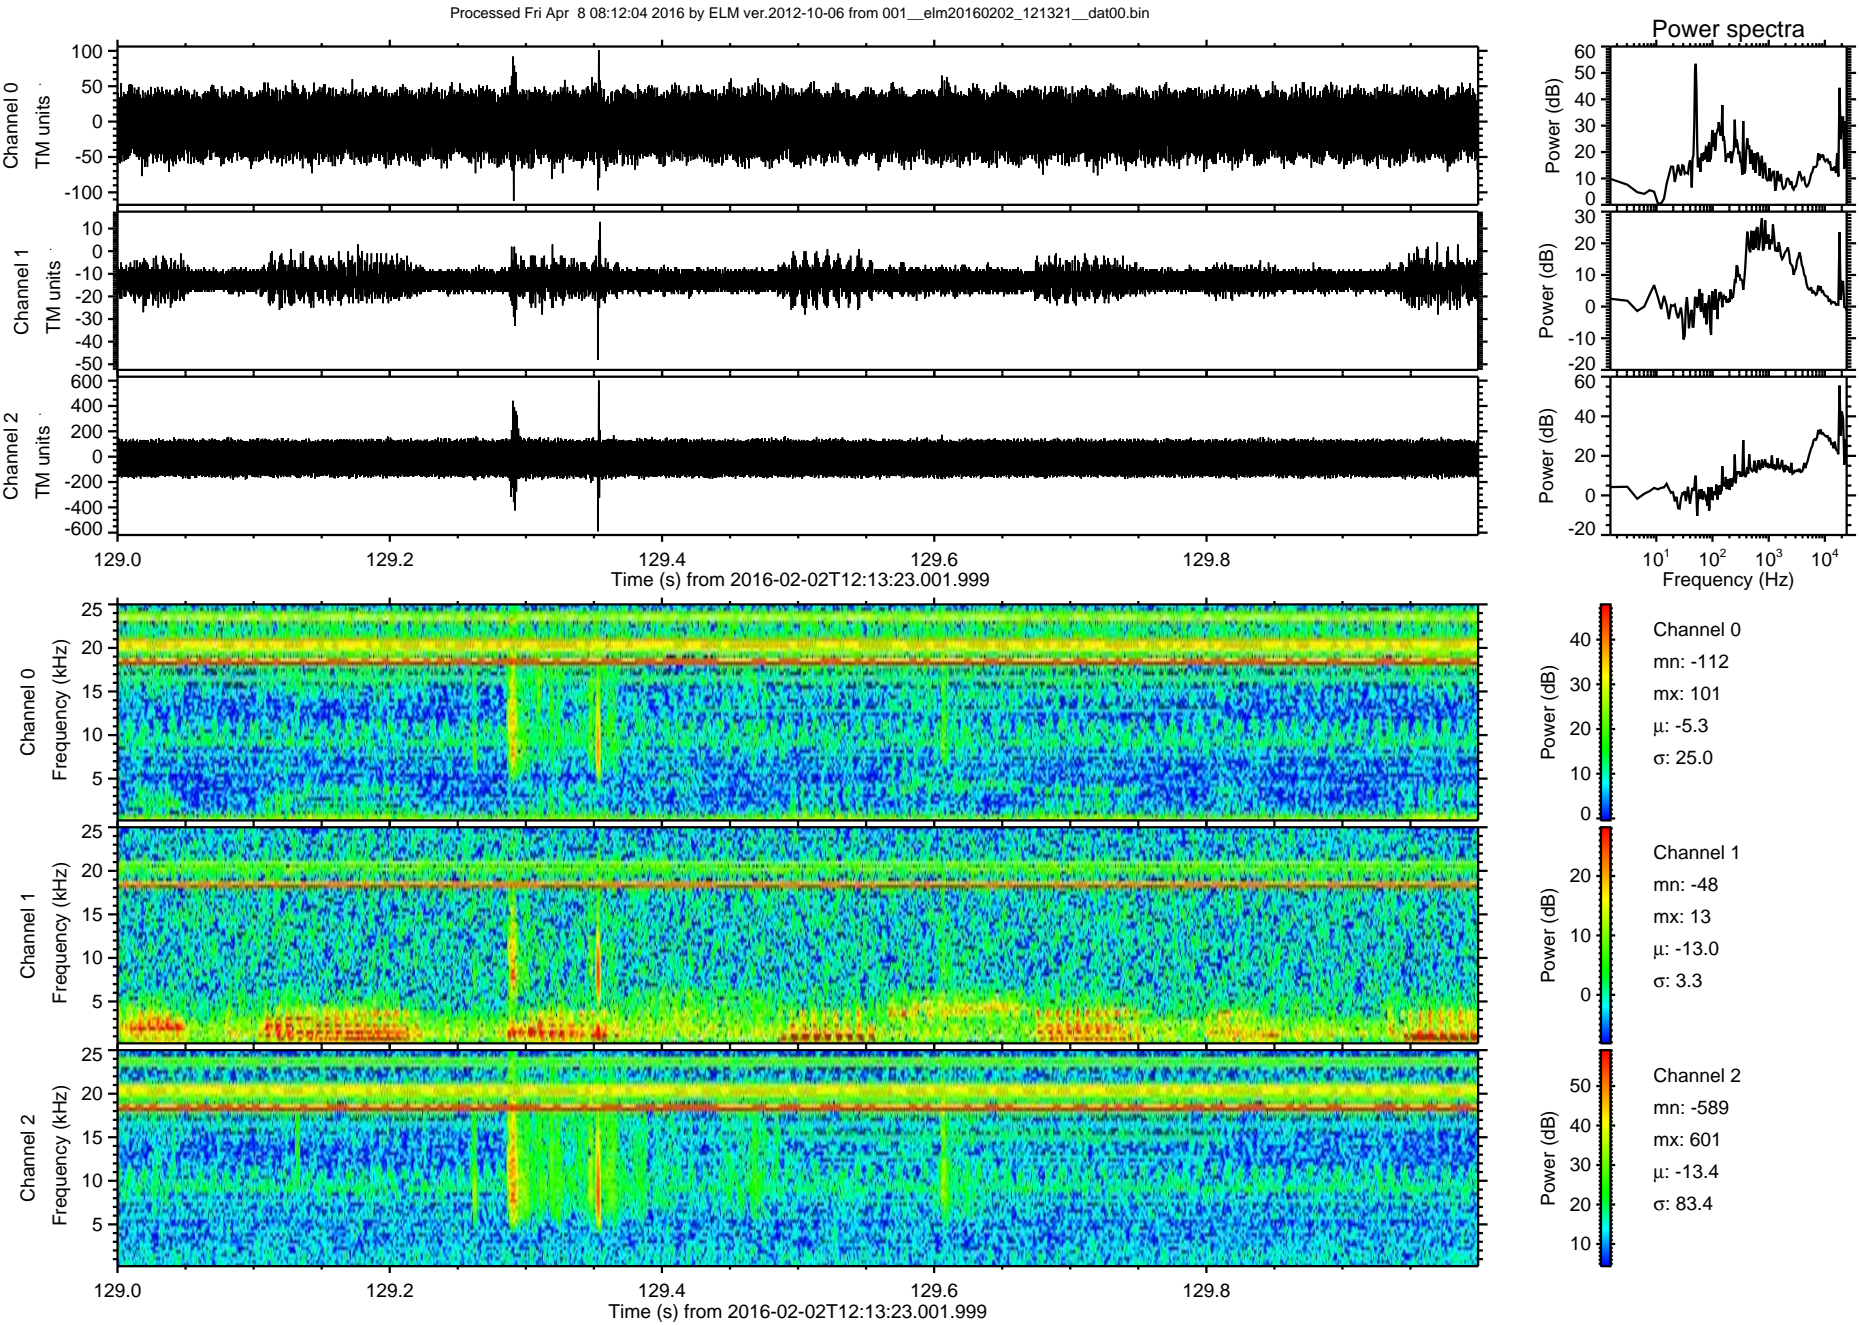 Processed Fri Apr  8 08:12:04 2016 by ELM ver.2012-10-06 from 001__elm20160202_121321__dat00.bin
Power spectra
Channel 0
TM units
100
50
0
-50
-100
Power (dB)
60
50
40
30
20
10
0
Channel 1
TM units
10
0
-10
-20
-30
-40
-50
Power (dB)
30
20
10
0
-10
-20
Channel 2
TM units
600
400
200
0
-200
-400
-600
Power (dB)
60
40
20
0
-20
129.0 129.2 129.4 129.6 129.8
Time (s) from 2016-02-02T12:13:23.001.999
10¹ 10² 10³ 10⁴
Frequency (Hz)
Channel 0
Frequency (kHz)
25
20
15
10
5
Power (dB)
40
30
20
10
0
Channel 0
mn: -112
mx: 101
µ: -5.3
σ: 25.0
Channel 1
Frequency (kHz)
25
20
15
10
5
Power (dB)
20
10
0
Channel 1
mn: -48
mx: 13
µ: -13.0
σ: 3.3
Channel 2
Frequency (kHz)
25
20
15
10
5
Power (dB)
50
40
30
20
10
Channel 2
mn: -589
mx: 601
µ: -13.4
σ: 83.4
129.0 129.2 129.4 129.6 129.8
Time (s) from 2016-02-02T12:13:23.001.999